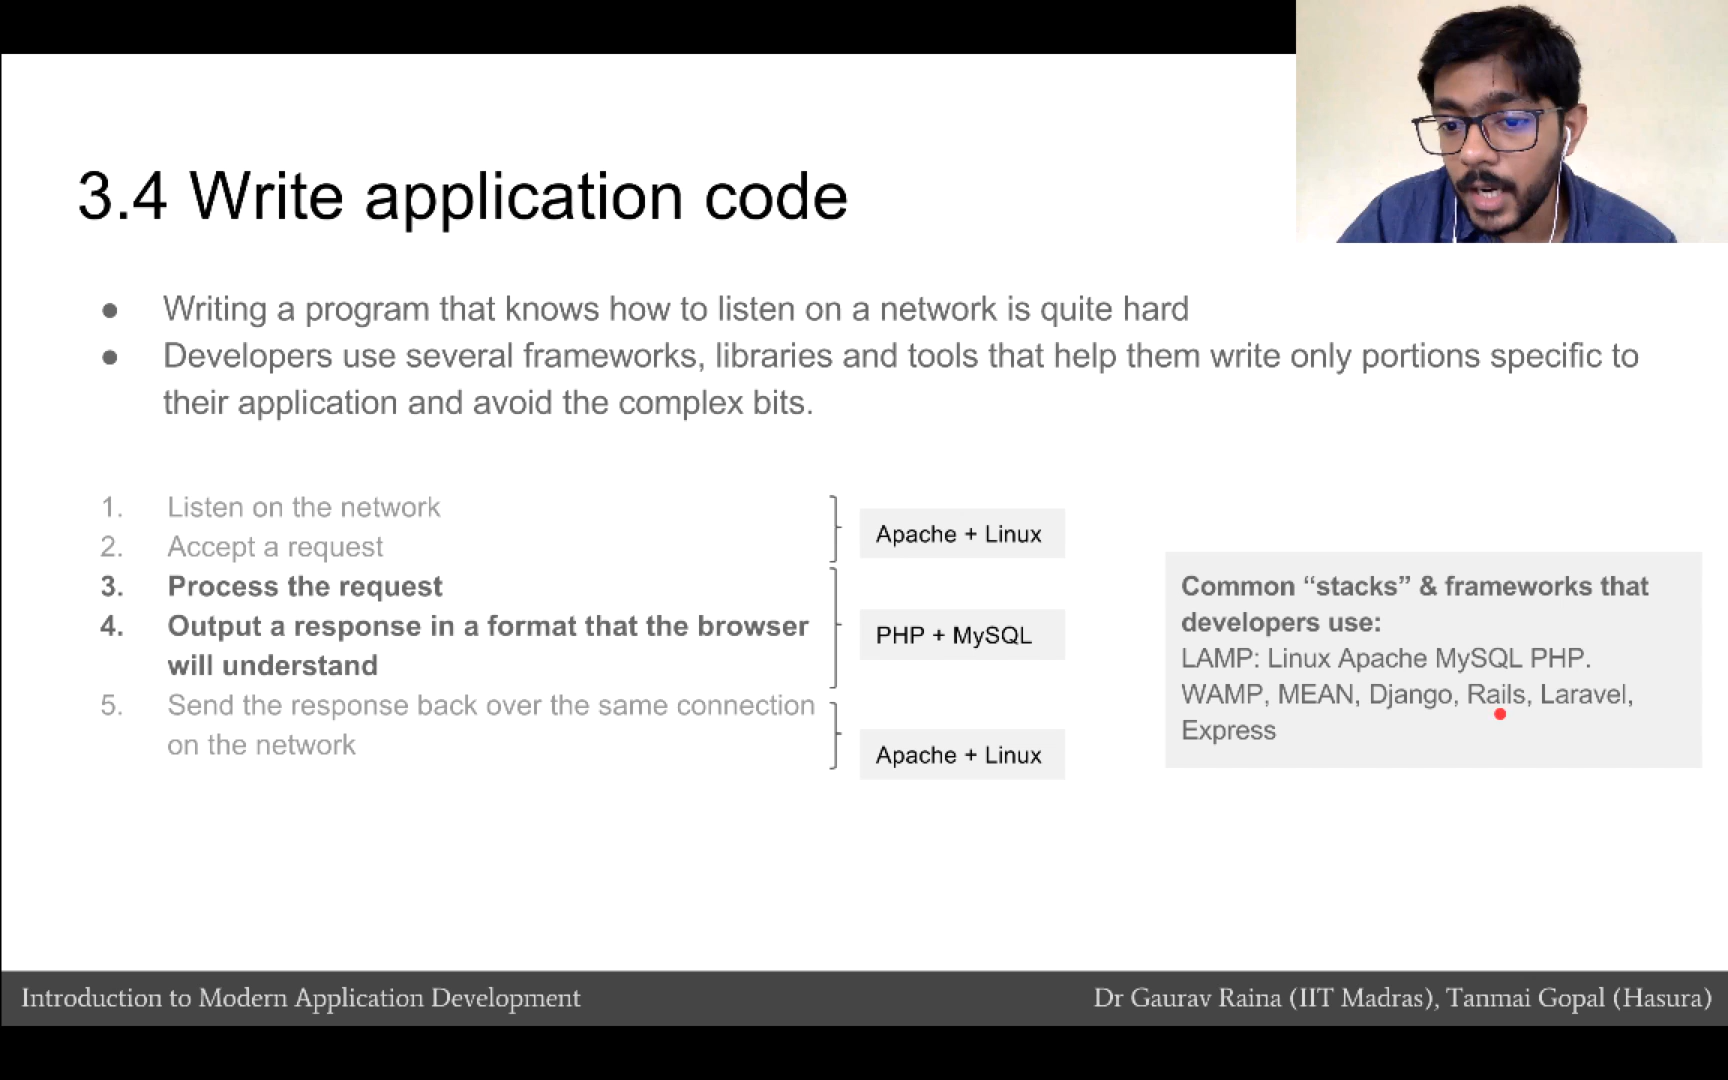 3.4 Write application code
● Writing a program that knows how to listen on a network is quite hard
● Developers use several frameworks, libraries and tools that help them write only portions specific to
their application and avoid the complex bits.
1. Listen on the network
2. Accept a request
3. Process the request
4. Output a response in a format that the browser
will understand
5. Send the response back over the same connection
on the network
Apache + Linux
PHP + MySQL
Apache + Linux
Common “stacks” & frameworks that
developers use:
LAMP: Linux Apache MySQL PHP.
WAMP, MEAN, Django, Rails, Laravel,
Express
Introduction to Modern Application Development
Dr Gaurav Raina (IIT Madras), Tanmai Gopal (Hasura)